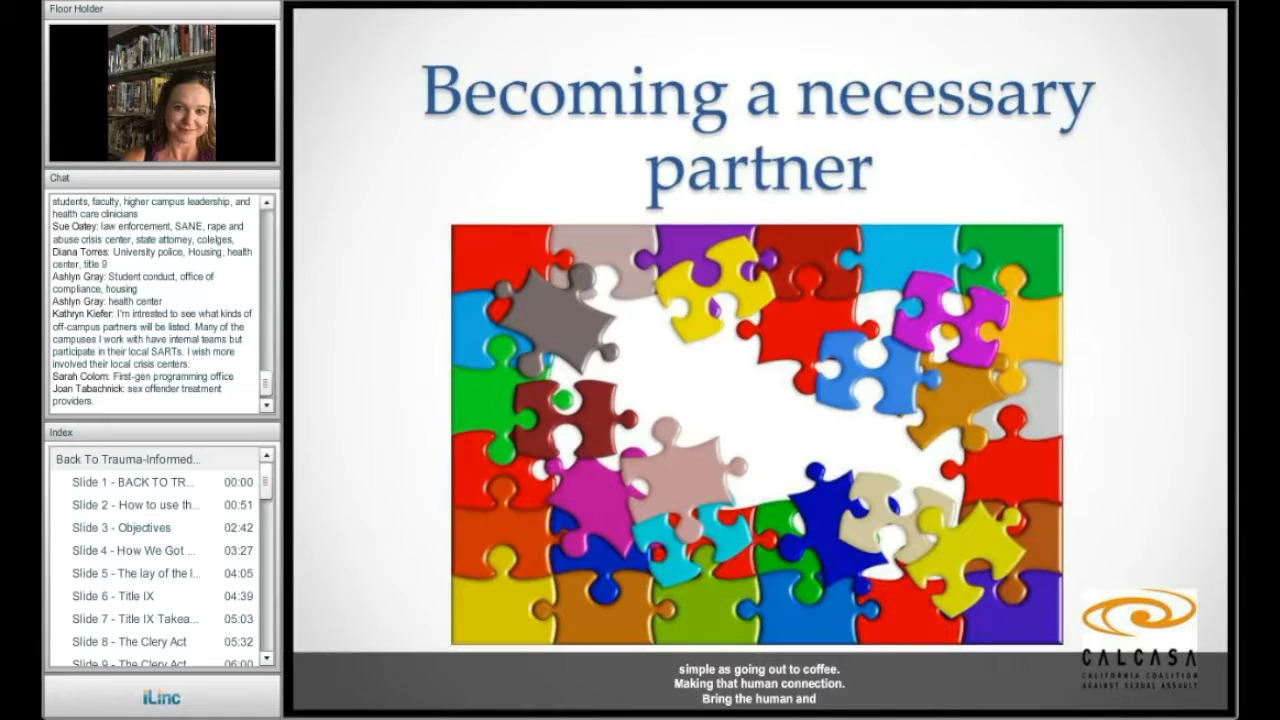 Floor Holder
Chat
students, faculty, higher campus leadership, and
health care clinicians
Sue Oatey: law enforcement, SANE, rape and
abuse crisis center, state attorney, colelges,
Diana Torres: University police, Housing, health
center, title 9
Ashlyn Gray: Student conduct, office of
compliance, housing
Ashlyn Gray: health center
Kathryn Kiefer: I'm intrested to see what kinds of
off-campus partners will be listed. Many of the
campuses I work with have internal teams but
participate in their local SARTs. I wish more
involved their local crisis centers.
Sarah Colom: First-gen programming office
Joan Tabachnick: sex offender treatment
providers.
Index
Back To Trauma-Informed...
Slide 1 - BACK TO TR... 00:00
Slide 2 - How to use th... 00:51
Slide 3 - Objectives 02:42
Slide 4 - How We Got ... 03:27
Slide 5 - The lay of the l... 04:05
Slide 6 - Title IX 04:39
Slide 7 - Title IX Takea... 05:03
Slide 8 - The Clery Act 05:32
Slide 9 - The Clery Act 06:00
iLinc
Becoming a necessary
partner
CALCASA
CALIFORNIA COALITION
AGAINST SEXUAL ASSAULT
simple as going out to coffee.
Making that human connection.
Bring the human and